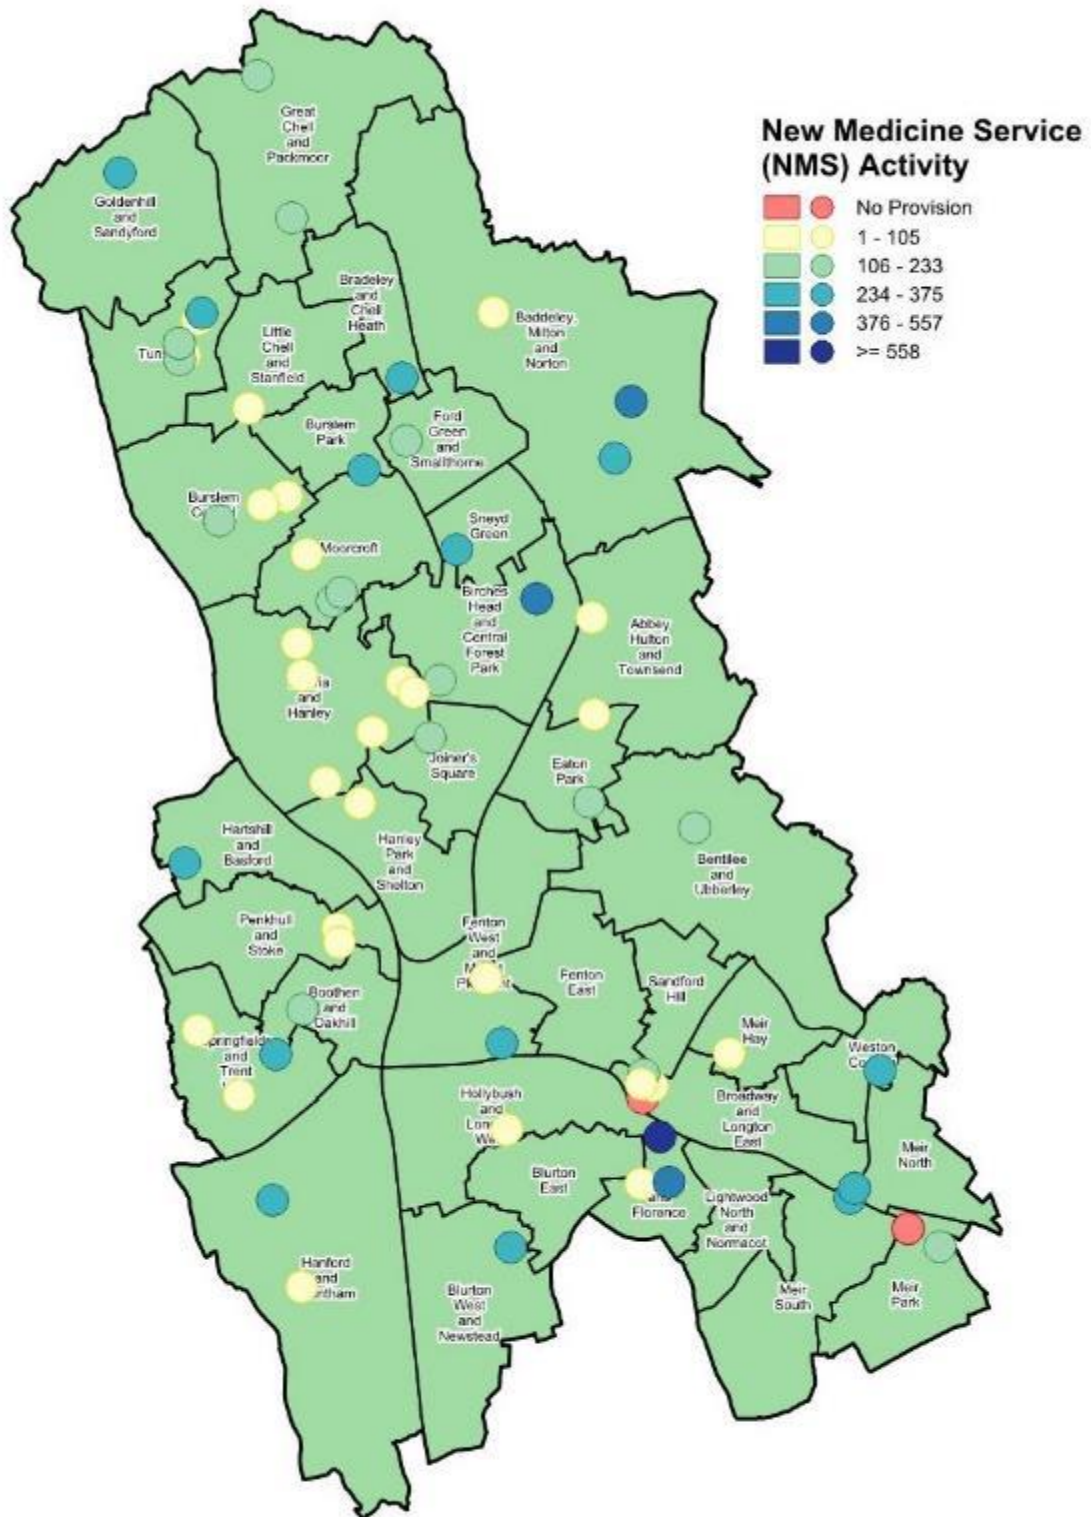 New Medicine Service
(NMS) Activity
No Provision
1 - 105
106 - 233
234 - 375
376 - 557
>= 558
Great
Chell
and
Packmoor
Goldenhill
and
Sandyford
Bradeley
and
Chell
Heath
Baddeley,
Milton
and
Norton
Little
Chell
and
Stanfield
Burslem
Park
Ford
Green
and
Smallthorne
Burslem
Sneyd
Green
Moorcroft
Birches
Head
and
Central
Forest
Park
Abbey
Hulton
and
Townsend
and
Hanley
Joiner's
Square
Eaton
Park
Hartshill
and
Basford
Hanley
Park
and
Shelton
Bentilee
and
Ubberley
Penkhull
and
Stoke
Fenton
West
and
Fenton
East
Sandford
Hill
Boothen
and
Oakhill
Meir
Hay
and
Trent
Weston
Hollybush
and
Broadway
and
Longton
East
Meir
North
Blurton
East
and
Florence
Lightwood
North
and
Normacot
Hanford
and
Blurton
West
and
Newstead
Meir
South
Meir
Park